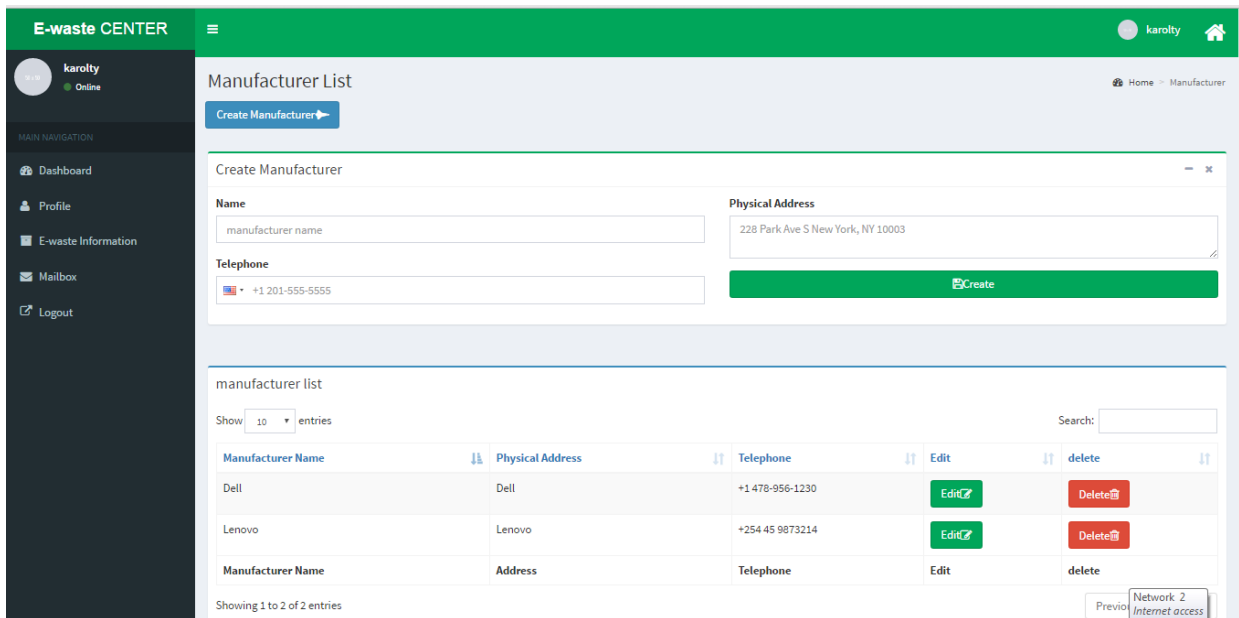 E-waste CENTER
karolty
karolty
Online
Manufacturer List
Home > Manufacturer
Create Manufacturer
MAIN NAVIGATION
Dashboard
Profile
E-waste Information
Mailbox
Logout
Create Manufacturer
Name
manufacturer name
Physical Address
228 Park Ave S New York, NY 10003
Telephone
+1 201-555-5555
Create
manufacturer list
Show 10 entries
Search:
Manufacturer Name Physical Address Telephone Edit delete
Dell Dell +1 478-956-1230 Edit Delete
Lenovo Lenovo +254 45 9873214 Edit Delete
Manufacturer Name Address Telephone Edit delete
Showing 1 to 2 of 2 entries
Network 2
Internet access